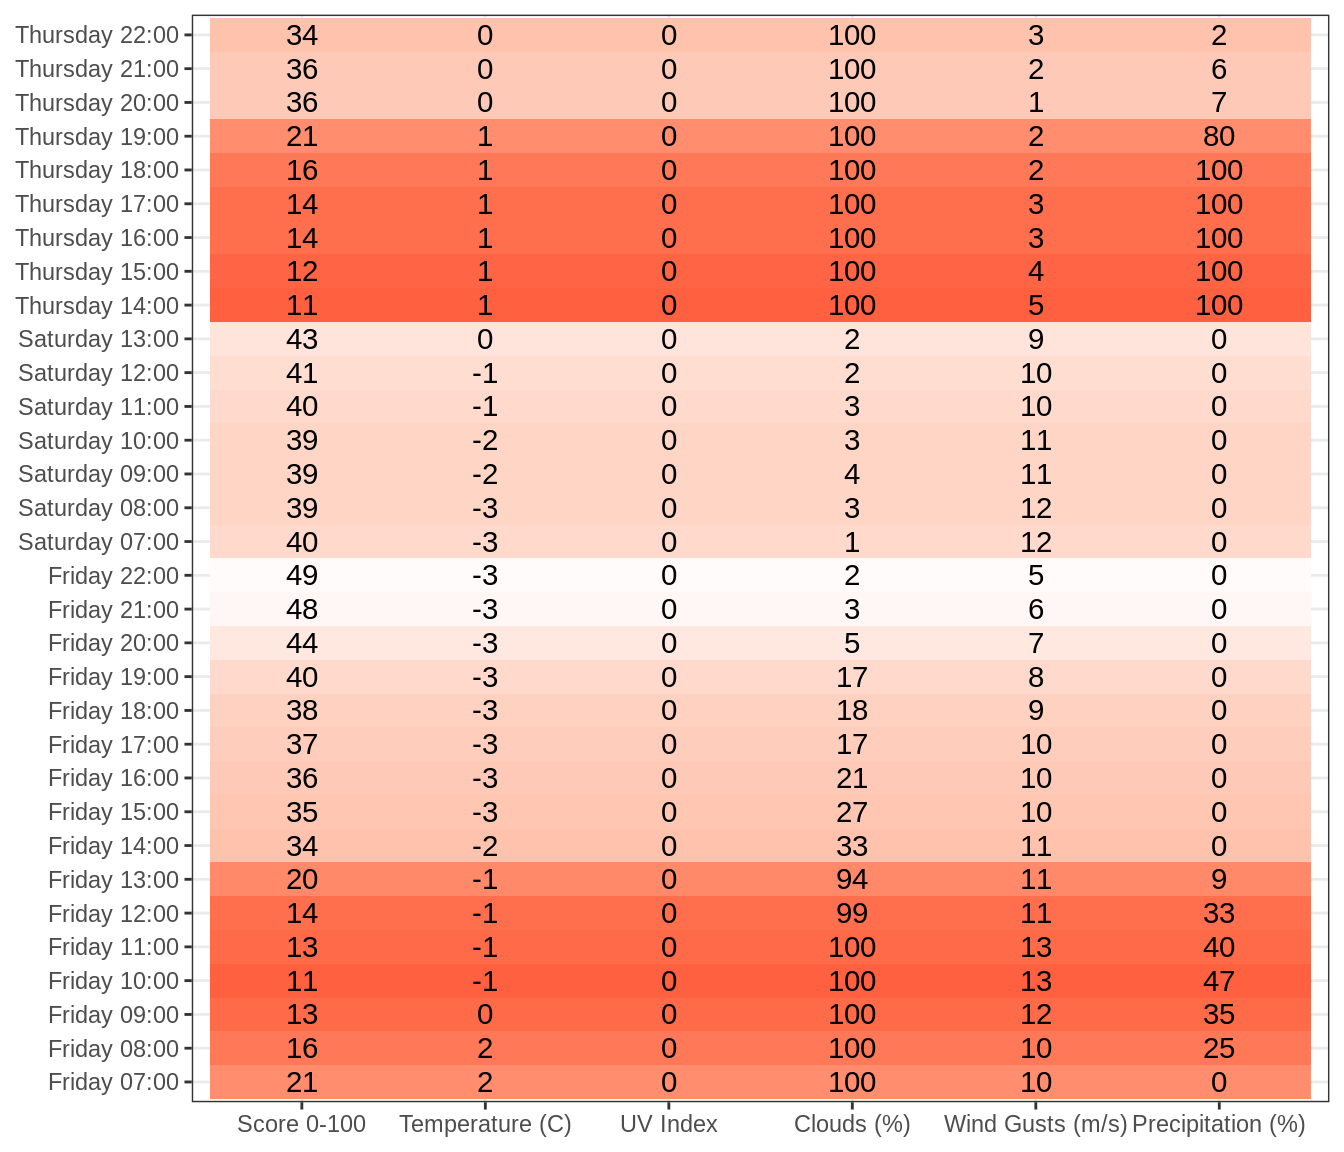 Thursday 22:00 34 0 0 100 3 2
Thursday 21:00 36 0 0 100 2 6
Thursday 20:00 36 0 0 100 1 7
Thursday 19:00 21 1 0 100 2 80
Thursday 18:00 16 1 0 100 2 100
Thursday 17:00 14 1 0 100 3 100
Thursday 16:00 14 1 0 100 3 100
Thursday 15:00 12 1 0 100 4 100
Thursday 14:00 11 1 0 100 5 100
Saturday 13:00 43 0 0 2 9 0
Saturday 12:00 41 -1 0 2 10 0
Saturday 11:00 40 -1 0 3 10 0
Saturday 10:00 39 -2 0 3 11 0
Saturday 09:00 39 -2 0 4 11 0
Saturday 08:00 39 -3 0 3 12 0
Saturday 07:00 40 -3 0 1 12 0
Friday 22:00 49 -3 0 2 5 0
Friday 21:00 48 -3 0 3 6 0
Friday 20:00 44 -3 0 5 7 0
Friday 19:00 40 -3 0 17 8 0
Friday 18:00 38 -3 0 18 9 0
Friday 17:00 37 -3 0 17 10 0
Friday 16:00 36 -3 0 21 10 0
Friday 15:00 35 -3 0 27 10 0
Friday 14:00 34 -2 0 33 11 0
Friday 13:00 20 -1 0 94 11 9
Friday 12:00 14 -1 0 99 11 33
Friday 11:00 13 -1 0 100 13 40
Friday 10:00 11 -1 0 100 13 47
Friday 09:00 13 0 0 100 12 35
Friday 08:00 16 2 0 100 10 25
Friday 07:00 21 2 0 100 10 0
Score 0-100 Temperature (C) UV Index Clouds (%) Wind Gusts (m/s) Precipitation (%)